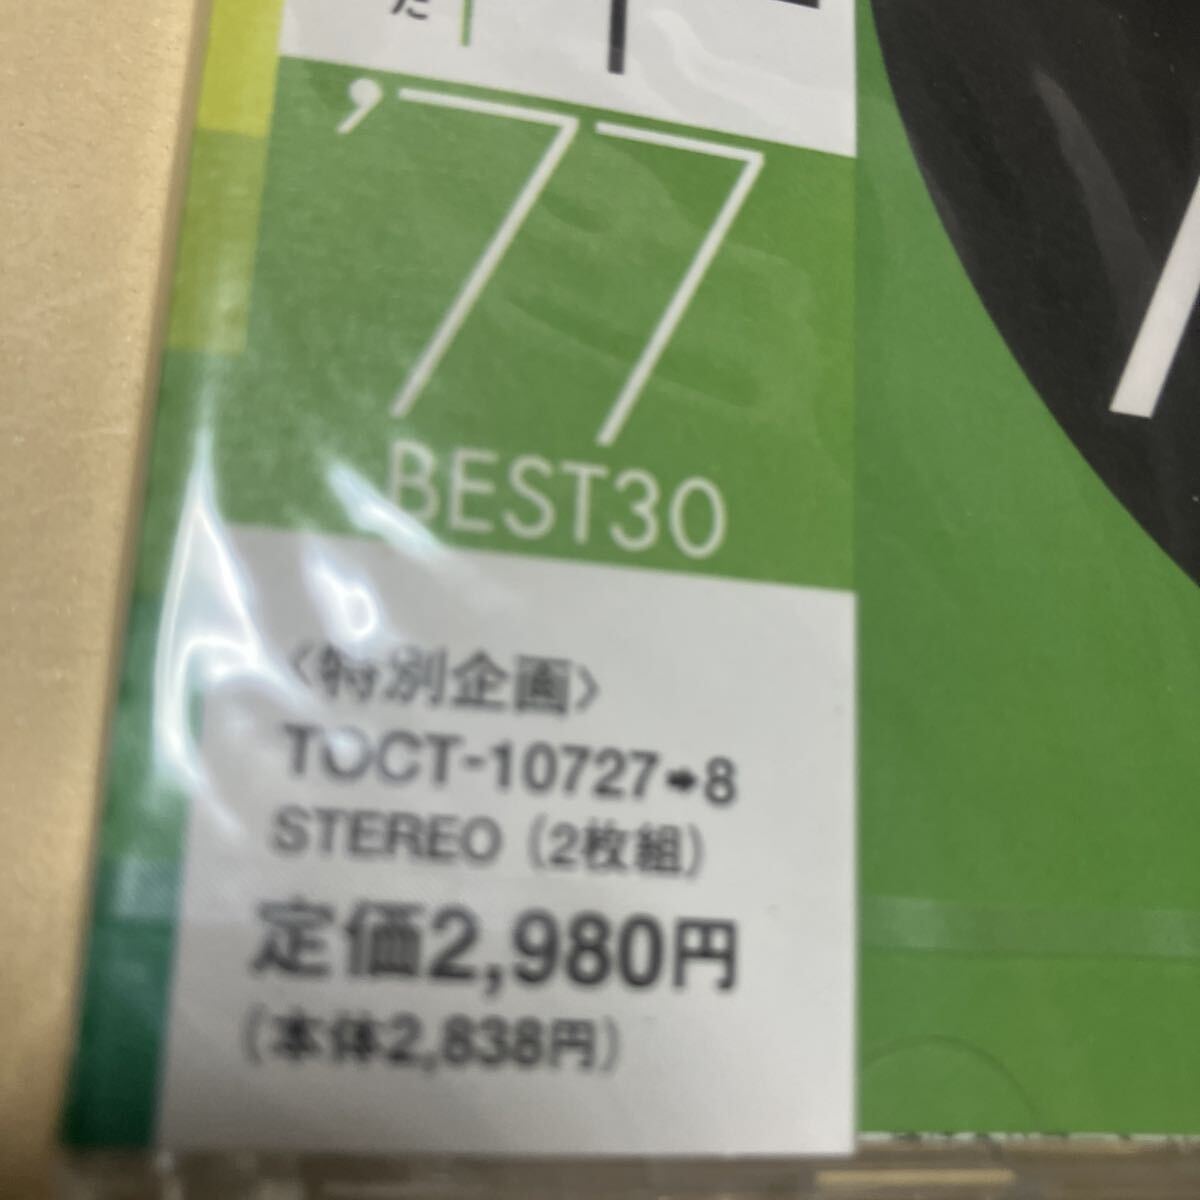 た
'77
BEST30
〈特別企画〉
TOCT-10727➡8
STEREO（2枚組）
定価2,980円
（本体2,838円）